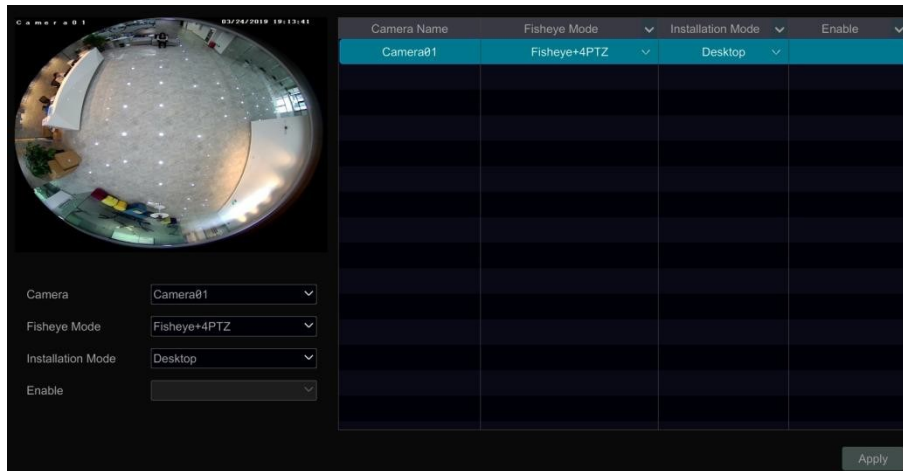 Camera01 03/24/2019 19:13:41
Camera Name Fisheye Mode Installation Mode Enable
Camera01 Fisheye+4PTZ Desktop
Camera Camera01
Fisheye Mode Fisheye+4PTZ
Installation Mode Desktop
Enable
Apply